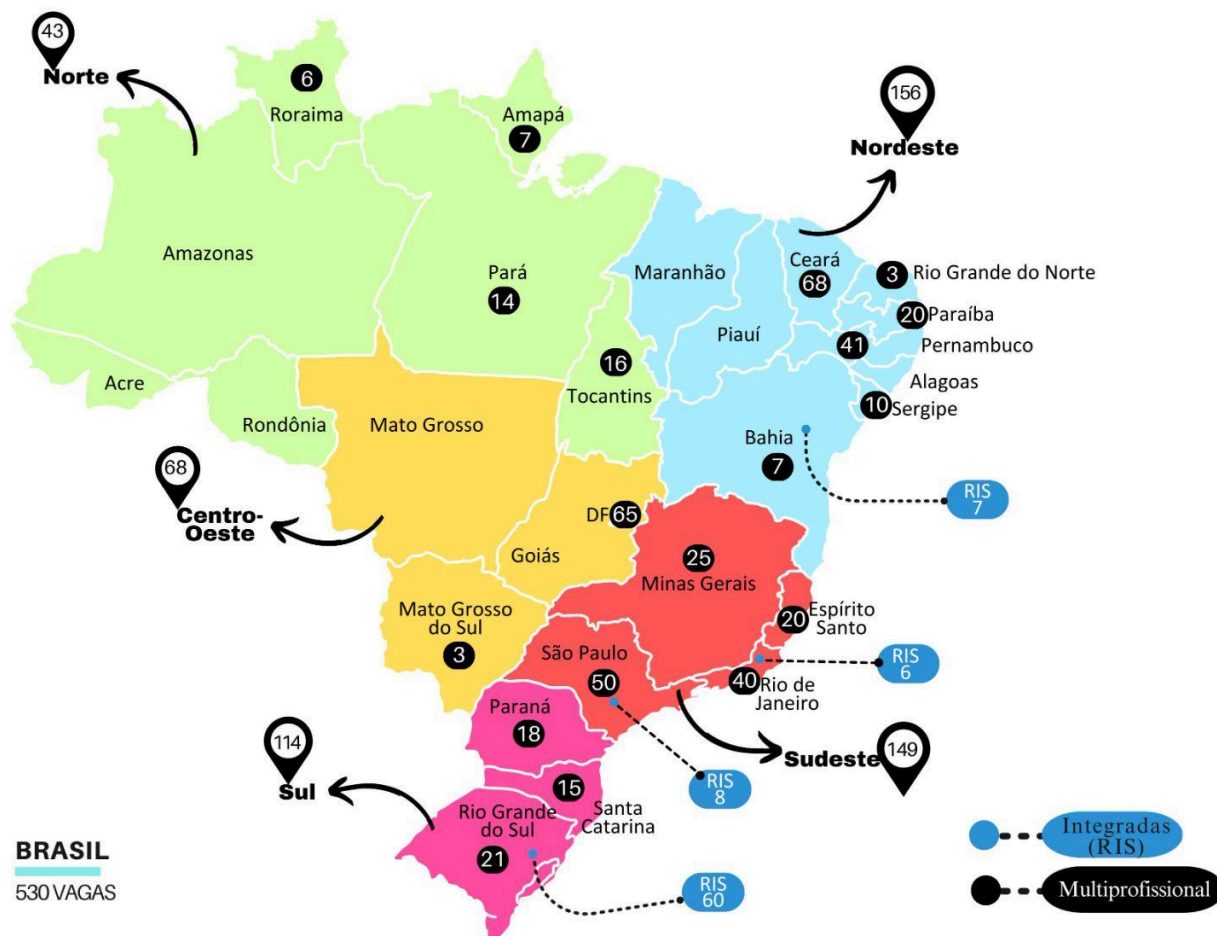 43
Norte
6
Roraima
Amapá
7
156
Nordeste
Amazonas
Pará
14
Maranhão
Ceará
68
3 Rio Grande do Norte
20 Paraíba
Piauí
41
Pernambuco
16
Tocantins
Acre
Rondônia
Alagoas
10 Sergipe
Mato Grosso
Bahia
7
RIS
7
68
Centro-
Oeste
DF 65
Goiás
25
Minas Gerais
Mato Grosso
do Sul
3
20
Espírito
Santo
São Paulo
50
RIS
6
40 Rio de
Janeiro
Paraná
18
114
Sul
Sudeste
149
RIS
8
15
Santa
Catarina
Rio Grande
do Sul
21
RIS
60
BRASIL
530 VAGAS
Integradas
(RIS)
Multiprofissional